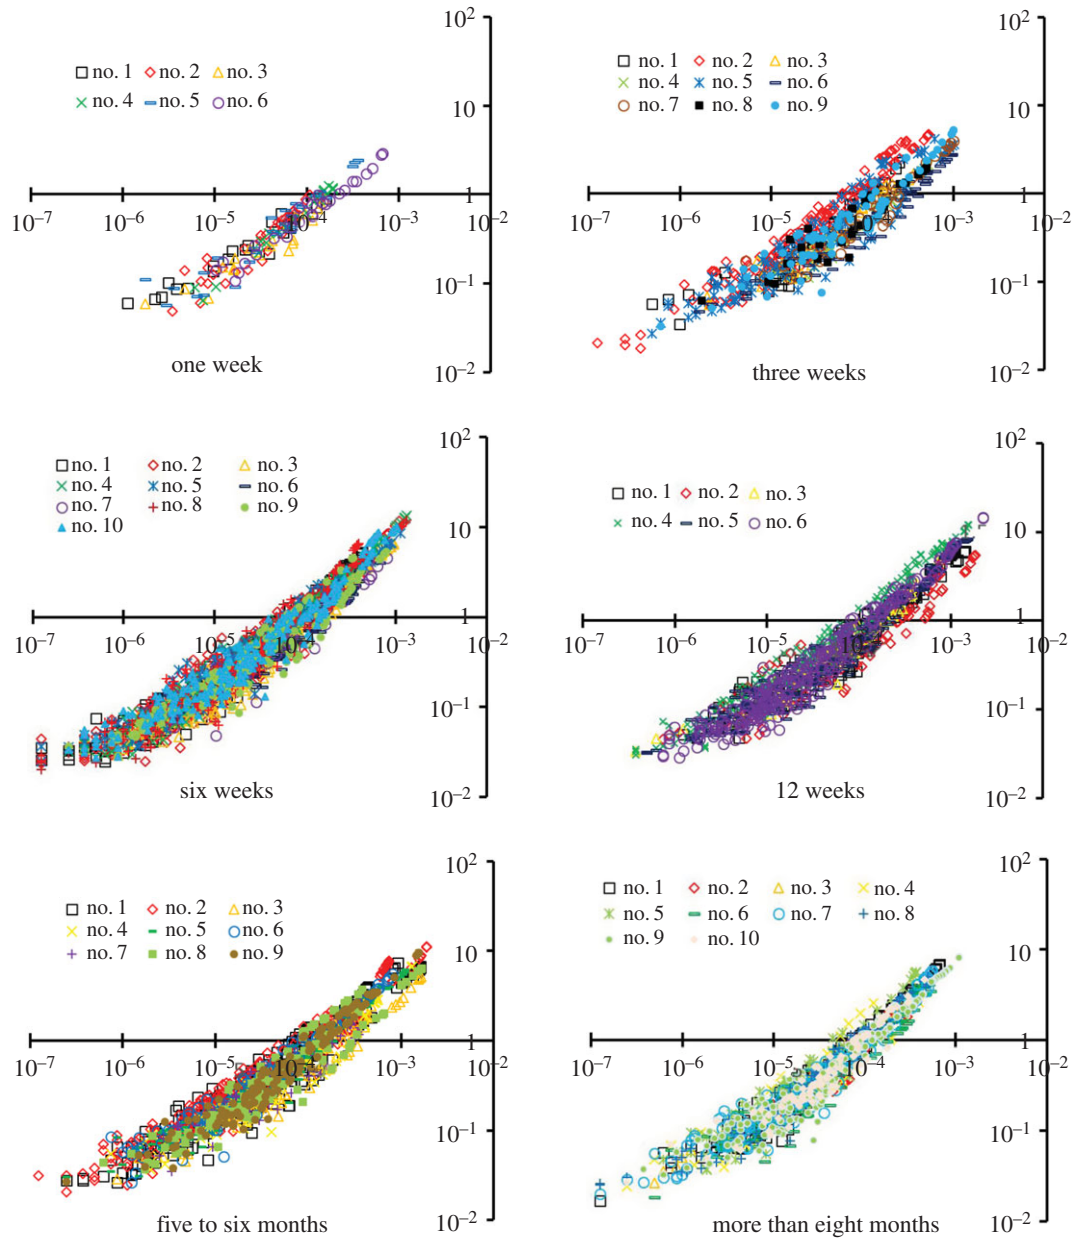 10²
no. 1 no. 2 no. 3
no. 4 no. 5 no. 6
10
1
10⁻⁷ 10⁻⁶ 10⁻⁵ 10⁻⁴ 10⁻³ 10⁻²
10⁻¹
10⁻²
one week
10²
no. 1 no. 2 no. 3
no. 4 no. 5 no. 6
no. 7 no. 8 no. 9
10
1
10⁻⁷ 10⁻⁶ 10⁻⁵ 10⁻⁴ 10⁻³ 10⁻²
10⁻¹
10⁻²
three weeks
10²
no. 1 no. 2 no. 3
no. 4 no. 5 no. 6
no. 7 no. 8 no. 9
no. 10
10
1
10⁻⁷ 10⁻⁶ 10⁻⁵ 10⁻⁴ 10⁻³ 10⁻²
10⁻¹
10⁻²
six weeks
10²
no. 1 no. 2 no. 3
no. 4 no. 5 no. 6
10
1
10⁻⁷ 10⁻⁶ 10⁻⁵ 10⁻⁴ 10⁻³ 10⁻²
10⁻¹
10⁻²
12 weeks
10²
no. 1 no. 2 no. 3
no. 4 no. 5 no. 6
no. 7 no. 8 no. 9
10
1
10⁻⁷ 10⁻⁶ 10⁻⁵ 10⁻⁴ 10⁻³ 10⁻²
10⁻¹
10⁻²
five to six months
10²
no. 1 no. 2 no. 3 no. 4
no. 5 no. 6 no. 7 no. 8
no. 9 no. 10
10
1
10⁻⁷ 10⁻⁶ 10⁻⁵ 10⁻⁴ 10⁻³ 10⁻²
10⁻¹
10⁻²
more than eight months